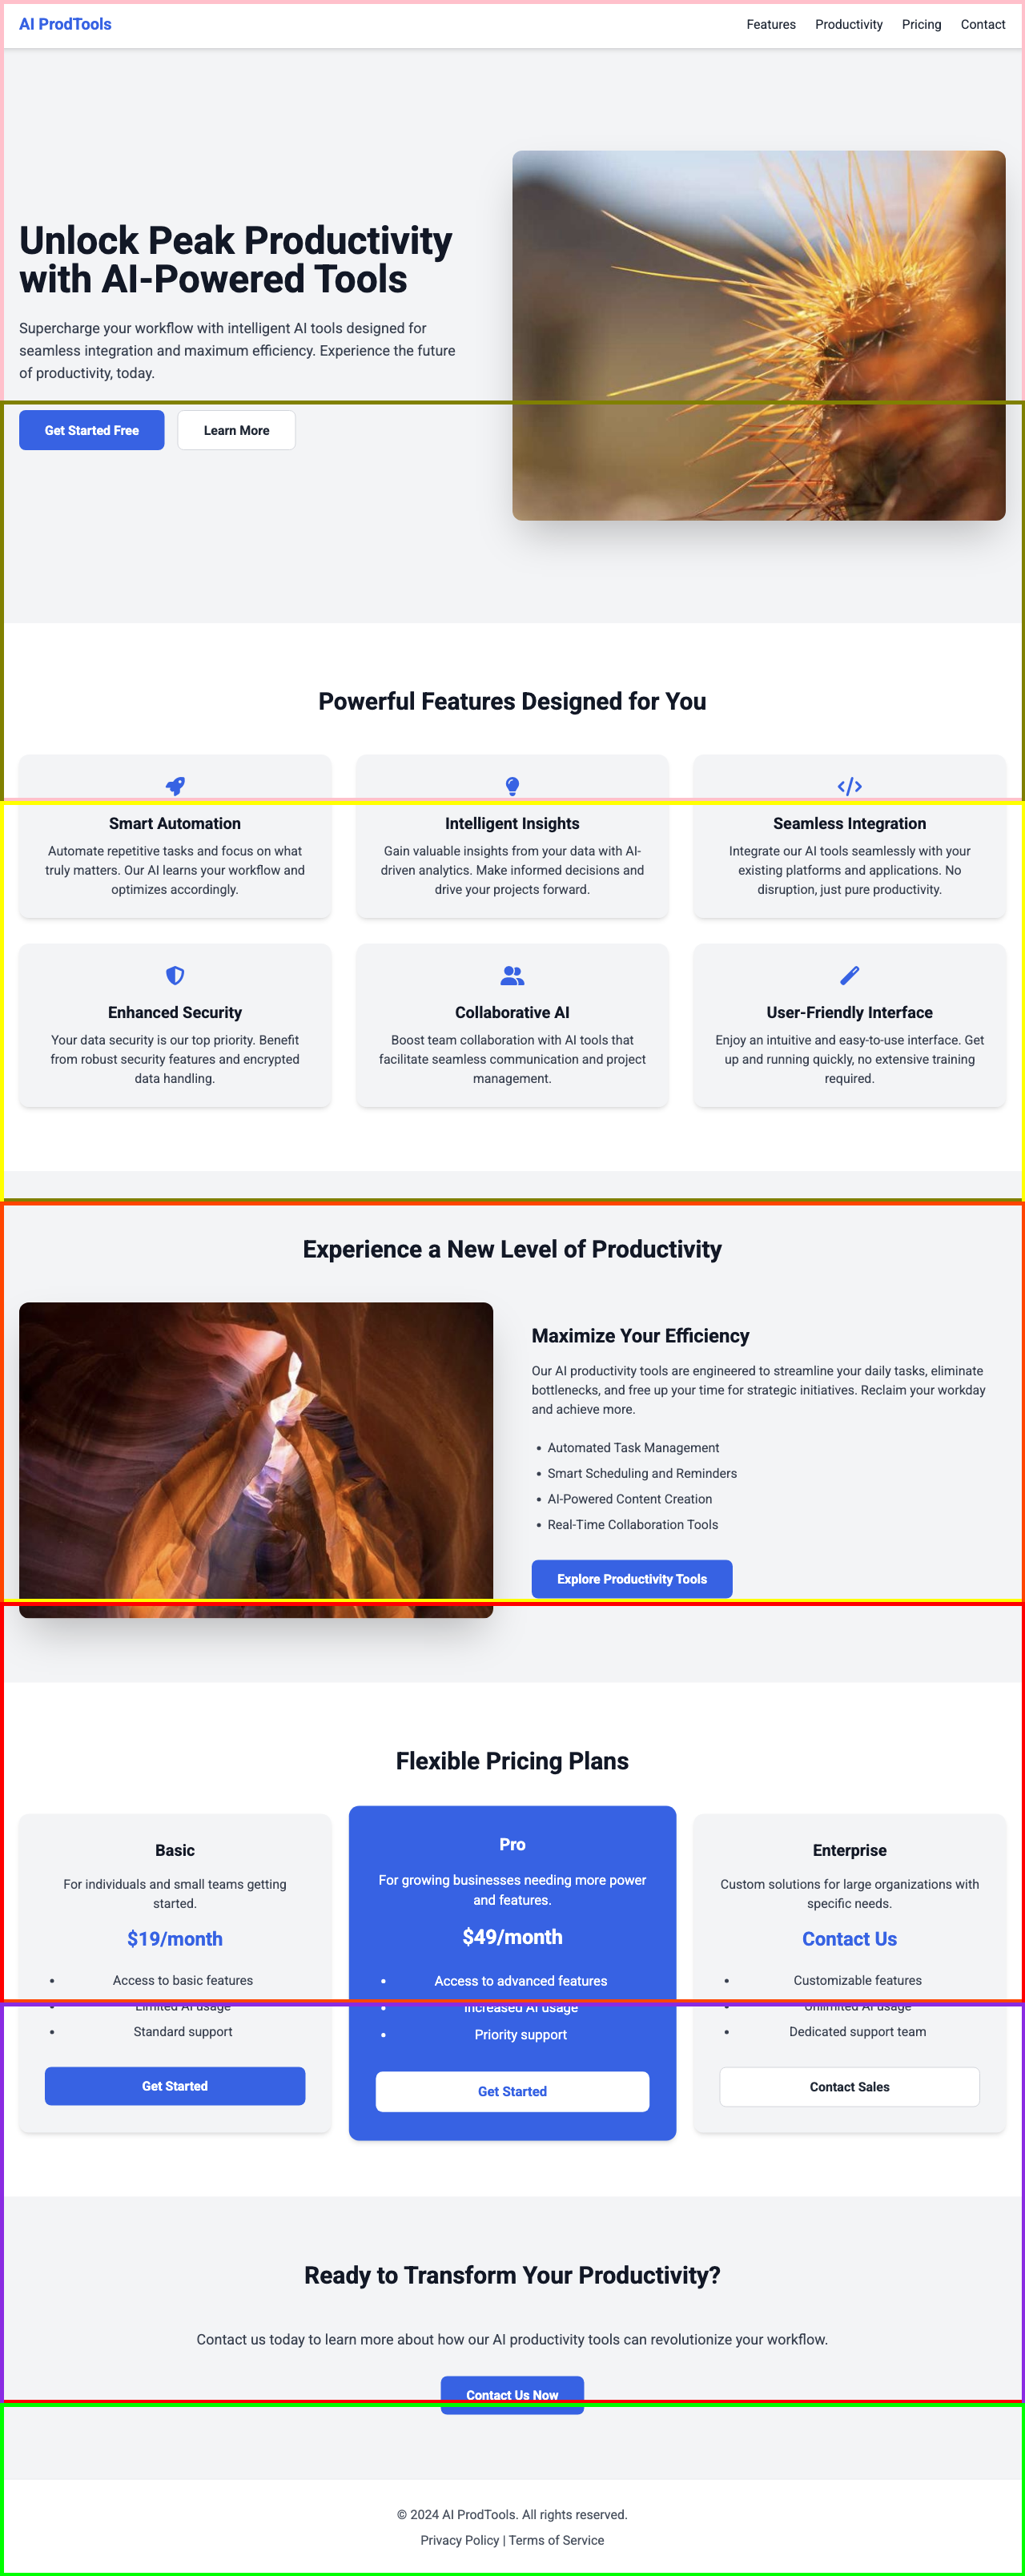 AI ProdTools
Features
Productivity
Pricing
Contact
Unlock Peak Productivity
with AI-Powered Tools
Supercharge your workflow with intelligent AI tools designed for
seamless integration and maximum efficiency. Experience the future
of productivity, today.
Get Started Free
Learn More
Powerful Features Designed for You
Smart Automation
Automate repetitive tasks and focus on what
truly matters. Our AI learns your workflow and
optimizes accordingly.
Intelligent Insights
Gain valuable insights from your data with AI-
driven analytics. Make informed decisions and
drive your projects forward.
Seamless Integration
Integrate our AI tools seamlessly with your
existing platforms and applications. No
disruption, just pure productivity.
Enhanced Security
Your data security is our top priority. Benefit
from robust security features and encrypted
data handling.
Collaborative AI
Boost team collaboration with AI tools that
facilitate seamless communication and project
management.
User-Friendly Interface
Enjoy an intuitive and easy-to-use interface. Get
up and running quickly, no extensive training
required.
Experience a New Level of Productivity
Maximize Your Efficiency
Our AI productivity tools are engineered to streamline your daily tasks, eliminate
bottlenecks, and free up your time for strategic initiatives. Reclaim your workday
and achieve more.
• Automated Task Management
• Smart Scheduling and Reminders
• AI-Powered Content Creation
• Real-Time Collaboration Tools
Explore Productivity Tools
Flexible Pricing Plans
Basic
For individuals and small teams getting
started.
$19/month
• Access to basic features
• Limited AI usage
• Standard support
Get Started
Pro
For growing businesses needing more power
and features.
$49/month
• Access to advanced features
• Increased AI usage
• Priority support
Get Started
Enterprise
Custom solutions for large organizations with
specific needs.
Contact Us
• Customizable features
• Unlimited AI usage
• Dedicated support team
Contact Sales
Ready to Transform Your Productivity?
Contact us today to learn more about how our AI productivity tools can revolutionize your workflow.
Contact Us Now
© 2024 AI ProdTools. All rights reserved.
Privacy Policy | Terms of Service